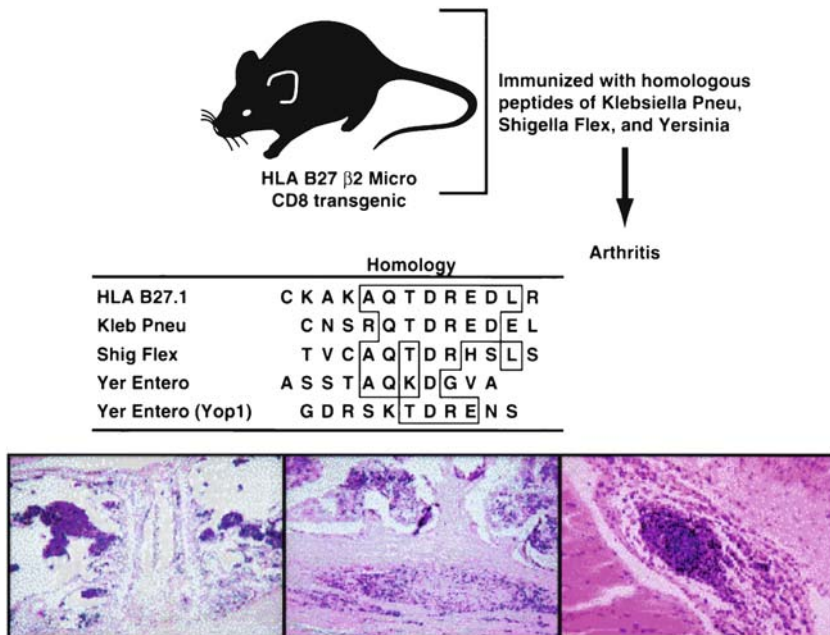 Immunized with homologous
peptides of Klebsiella Pneu,
Shigella Flex, and Yersinia
HLA B27 β2 Micro
CD8 transgenic
Arthritis
Homology
HLA B27.1 C K A K A Q T D R E D L R
Kleb Pneu C N S R Q T D R E D E L
Shig Flex T V C A Q T D R H S L S
Yer Entero A S S T A Q K D G V A
Yer Entero (Yop1) G D R S K T D R E N S